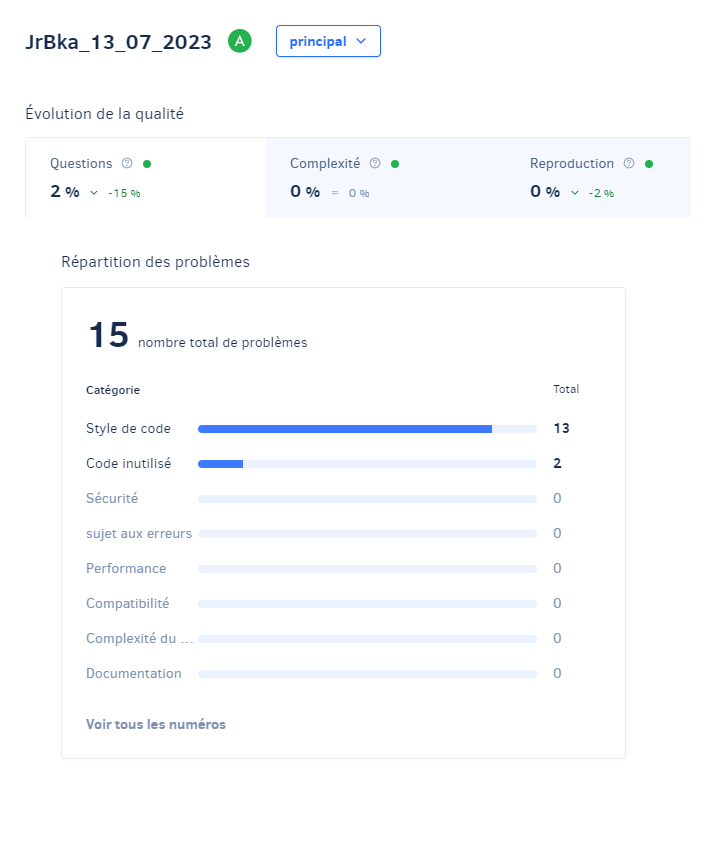 JrBka_13_07_2023 A principal
Évolution de la qualité
Questions ? Complexité ? Reproduction ?
2 % -15 % 0 % = 0 % 0 % -2 %
Répartition des problèmes
15 nombre total de problèmes
Catégorie Total
Style de code 13
Code inutilisé 2
Sécurité 0
sujet aux erreurs 0
Performance 0
Compatibilité 0
Complexité du ... 0
Documentation 0
Voir tous les numéros